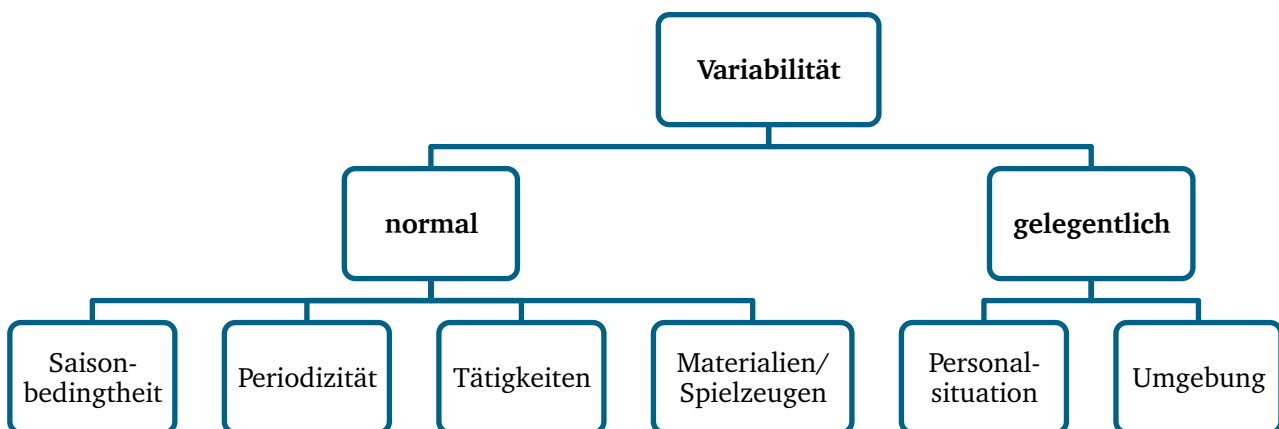 Variabilität
normal
gelegentlich
Saison-
bedingtheit
Periodizität
Tätigkeiten
Materialien/
Spielzeugen
Personal-
situation
Umgebung